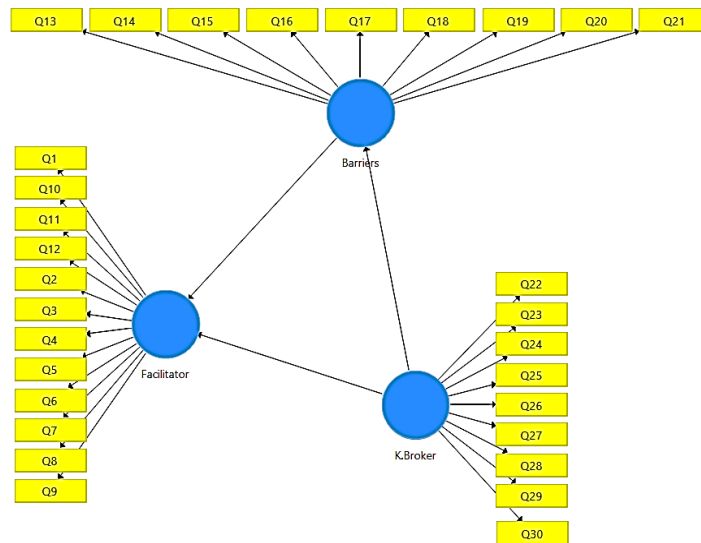 Q13 Q14 Q15 Q16 Q17 Q18 Q19 Q20 Q21
Barriers
Q1
Q10
Q11
Q12
Q2
Q3
Q4
Q5
Q6
Q7
Q8
Q9
Facilitator
Q22
Q23
Q24
Q25
Q26
Q27
Q28
Q29
Q30
K.Broker